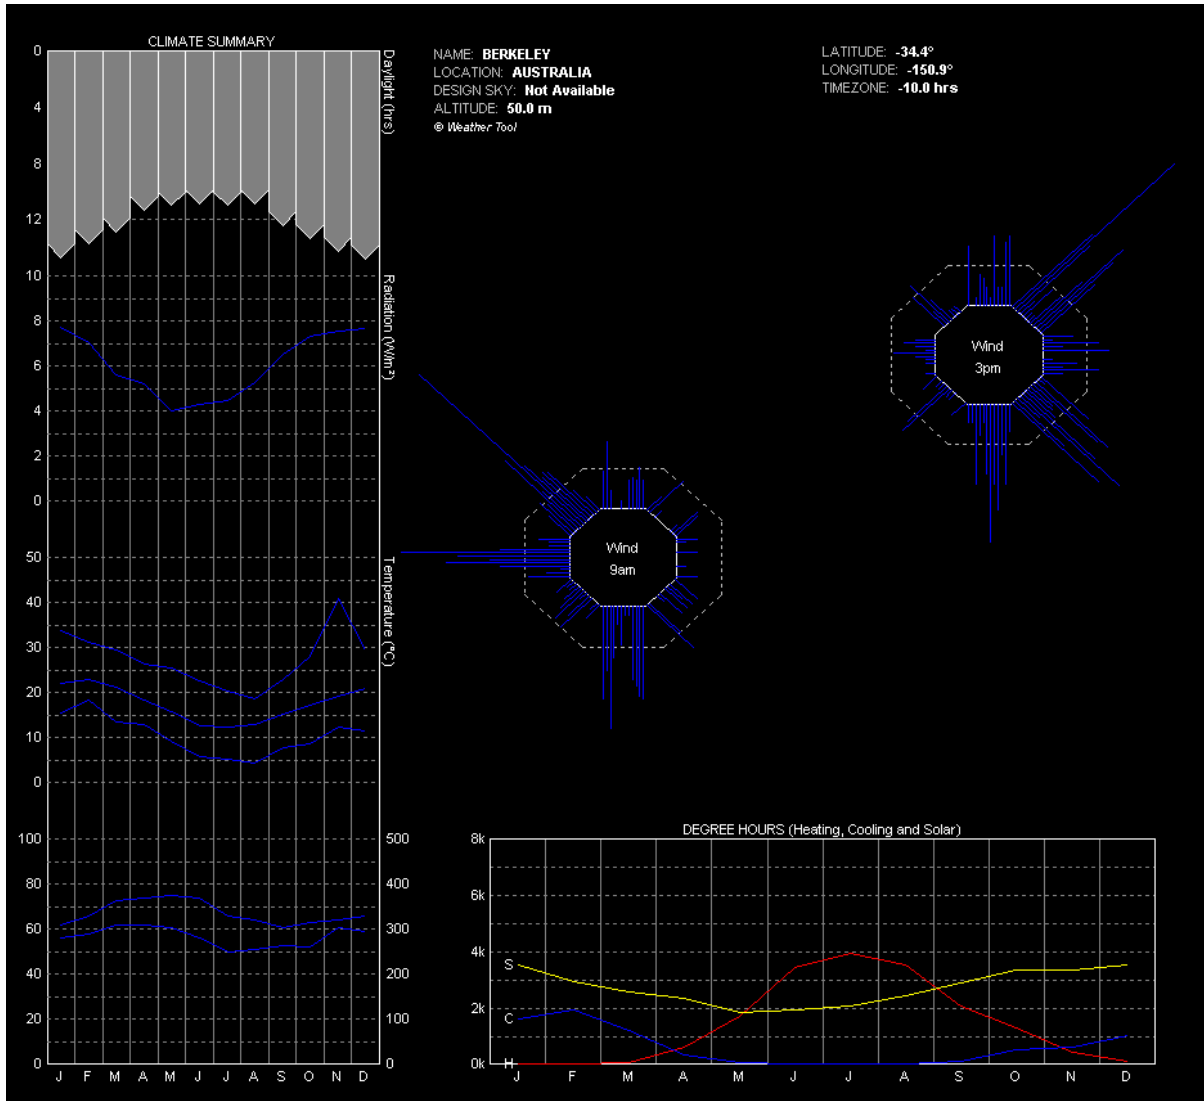 CLIMATE SUMMARY
NAME: BERKELEY
LOCATION: AUSTRALIA
DESIGN SKY: Not Available
ALTITUDE: 50.0 m
© Weather Tool
LATITUDE: -34.4°
LONGITUDE: -150.9°
TIMEZONE: -10.0 hrs
0
4
8
12
Daylight (hrs)
10
8
6
4
2
0
Radiation (W/m²)
50
40
30
20
10
0
Temperature (°C)
100
80
60
40
20
0
500
400
300
200
100
0
J F M A M J J A S O N D
Wind
3pm
Wind
9am
DEGREE HOURS (Heating, Cooling and Solar)
8k
6k
4k
2k
0k
S
C
H
J F M A M J J A S O N D